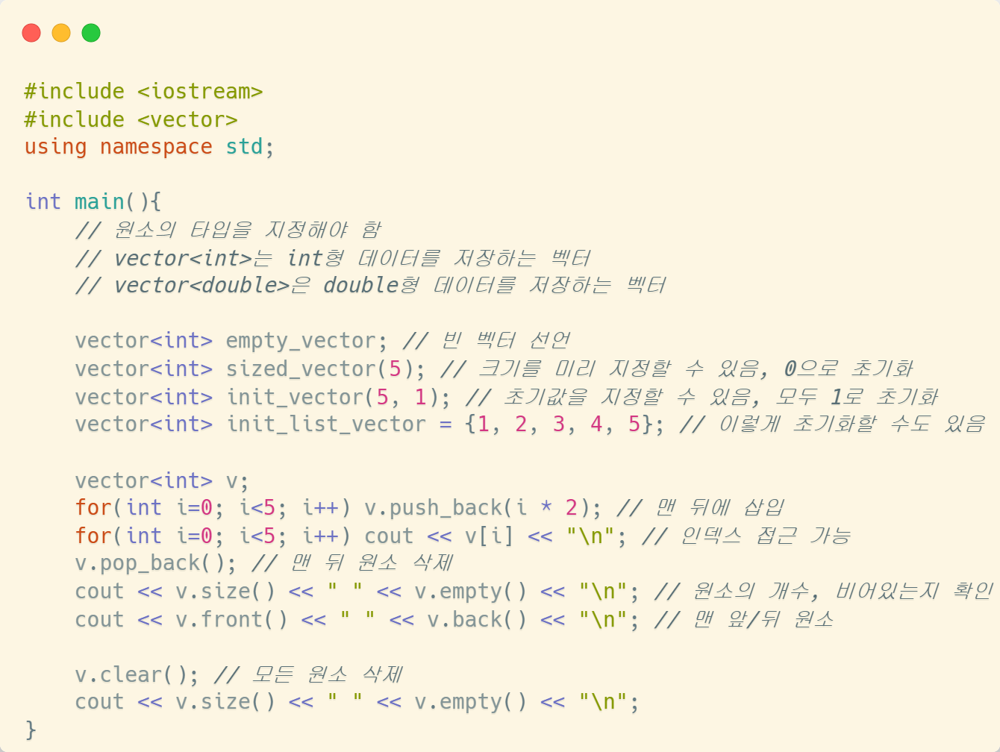 #include <iostream>
#include <vector>
using namespace std;
int main(){
// 원소의 타입을 지정해야 함
// vector<int>는 int형 데이터를 저장하는 벡터
// vector<double>은 double형 데이터를 저장하는 벡터
vector<int> empty_vector; // 빈 벡터 선언
vector<int> sized_vector(5); // 크기를 미리 지정할 수 있음, 0으로 초기화
vector<int> init_vector(5, 1); // 초기값을 지정할 수 있음, 모두 1로 초기화
vector<int> init_list_vector = {1, 2, 3, 4, 5}; // 이렇게 초기화할 수도 있음
vector<int> v;
for(int i=0; i<5; i++) v.push_back(i * 2); // 맨 뒤에 삽입
for(int i=0; i<5; i++) cout << v[i] << "\n"; // 인덱스 접근 가능
v.pop_back(); // 맨 뒤 원소 삭제
cout << v.size() << " " << v.empty() << "\n"; // 원소의 개수, 비어있는지 확인
cout << v.front() << " " << v.back() << "\n"; // 맨 앞/뒤 원소
v.clear(); // 모든 원소 삭제
cout << v.size() << " " << v.empty() << "\n";
}